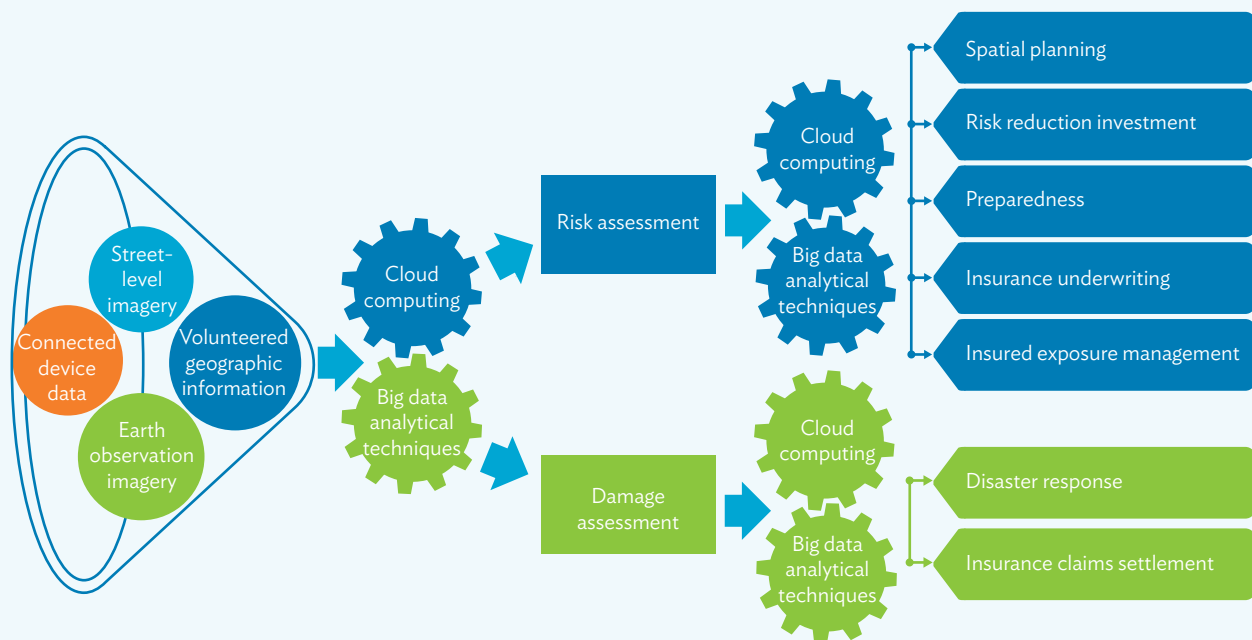 Street-
level
imagery
Connected
device
data
Volunteered
geographic
information
Earth
observation
imagery
Cloud
computing
Big data
analytical
techniques
Risk assessment
Damage
assessment
Cloud
computing
Big data
analytical
techniques
Cloud
computing
Big data
analytical
techniques
Spatial planning
Risk reduction investment
Preparedness
Insurance underwriting
Insured exposure management
Disaster response
Insurance claims settlement